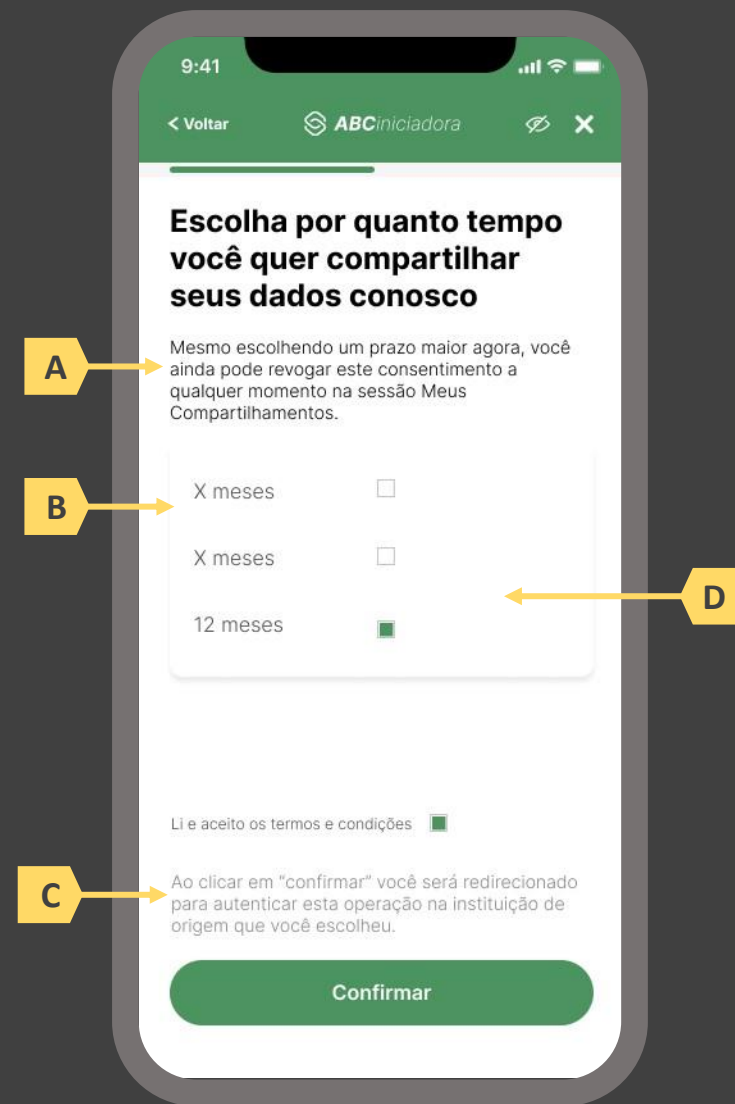 9:41
< Voltar ABCiniciadora
Escolha por quanto tempo
você quer compartilhar
seus dados conosco
A
Mesmo escolhendo um prazo maior agora, você
ainda pode revogar este consentimento a
qualquer momento na sessão Meus
Compartilhamentos.
B
X meses
X meses
D
12 meses
Li e aceito os termos e condições
C
Ao clicar em “confirmar” você será redirecionado
para autenticar esta operação na instituição de
origem que você escolheu.
Confirmar